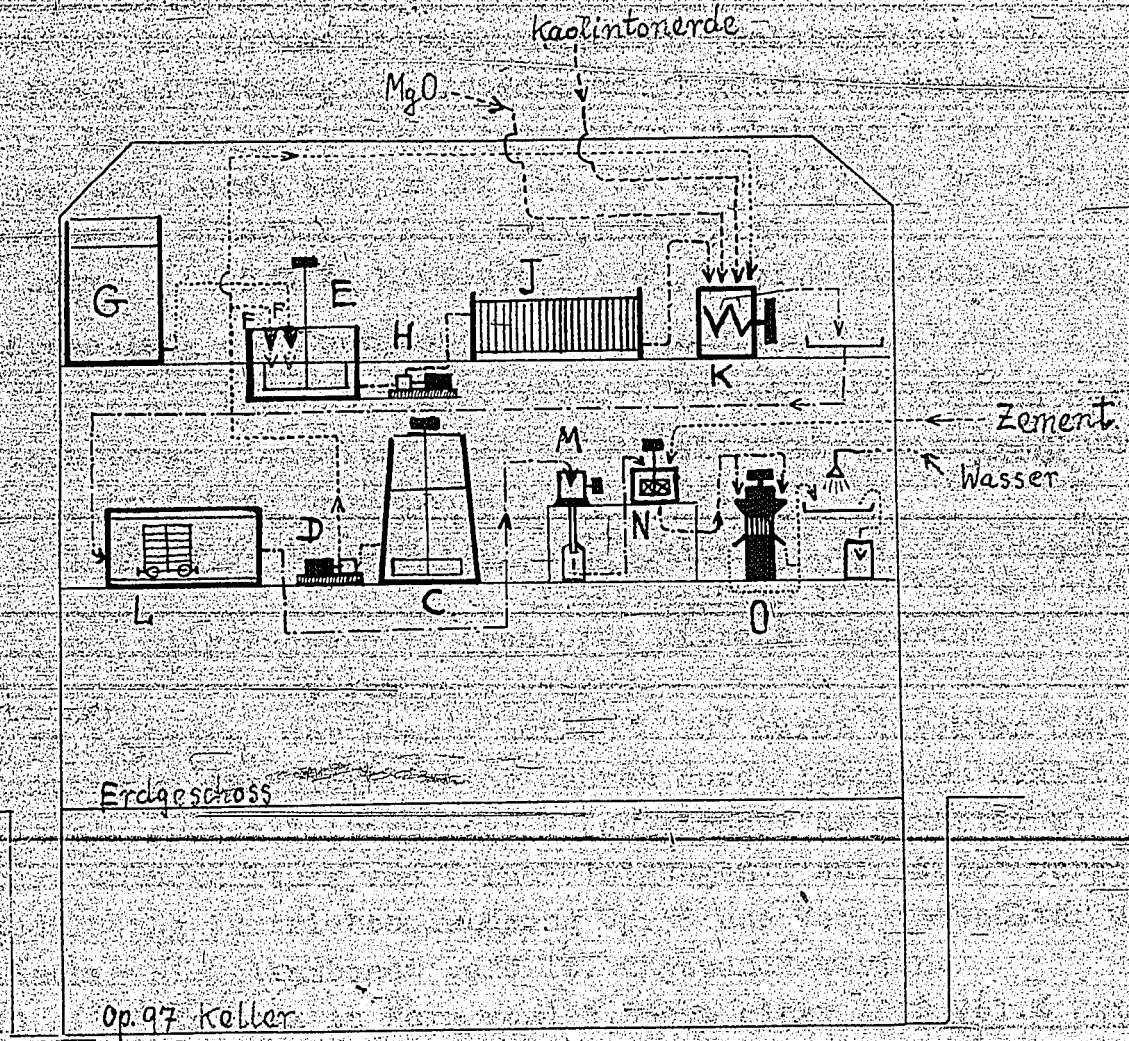 Kaolintonerde
MgO
G
F F
E
H
J
K
Zement
Wasser
M
N
D
L
C
O
Erdgeschoss
Op. 97 Keller